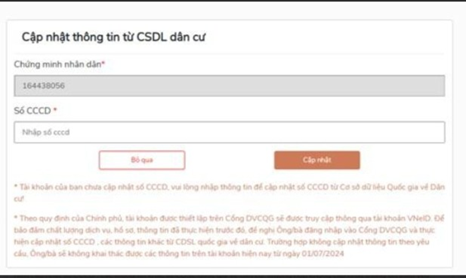 Cập nhật thông tin từ CSDL dân cư
Chứng minh nhân dân*
164438056
Số CCCD *
Nhập số cccd
Bỏ qua
Cập nhật
* Tài khoản của bạn chưa cập nhật số CCCD, vui lòng nhập thông tin để cập nhật số CCCD từ Cơ sở dữ liệu Quốc gia về Dân
cư!
* Theo quy định của Chính phủ, tài khoản được thiết lập trên Cổng DVCQG sẽ được truy cập thông qua tài khoản VNeID. Để
bảo đảm chất lượng dịch vụ, hồ sơ, thông tin đã thực hiện trước đó, đề nghị Ông/bà đăng nhập vào Cổng DVCQG và thực
hiện cập nhật số CCCD , các thông tin khác từ CSDL quốc gia về dân cư. Trường hợp không cập nhật thông tin theo yêu
cầu, Ông/bà sẽ không khai thác được các thông tin trên tài khoản hiện nay từ ngày 01/07/2024